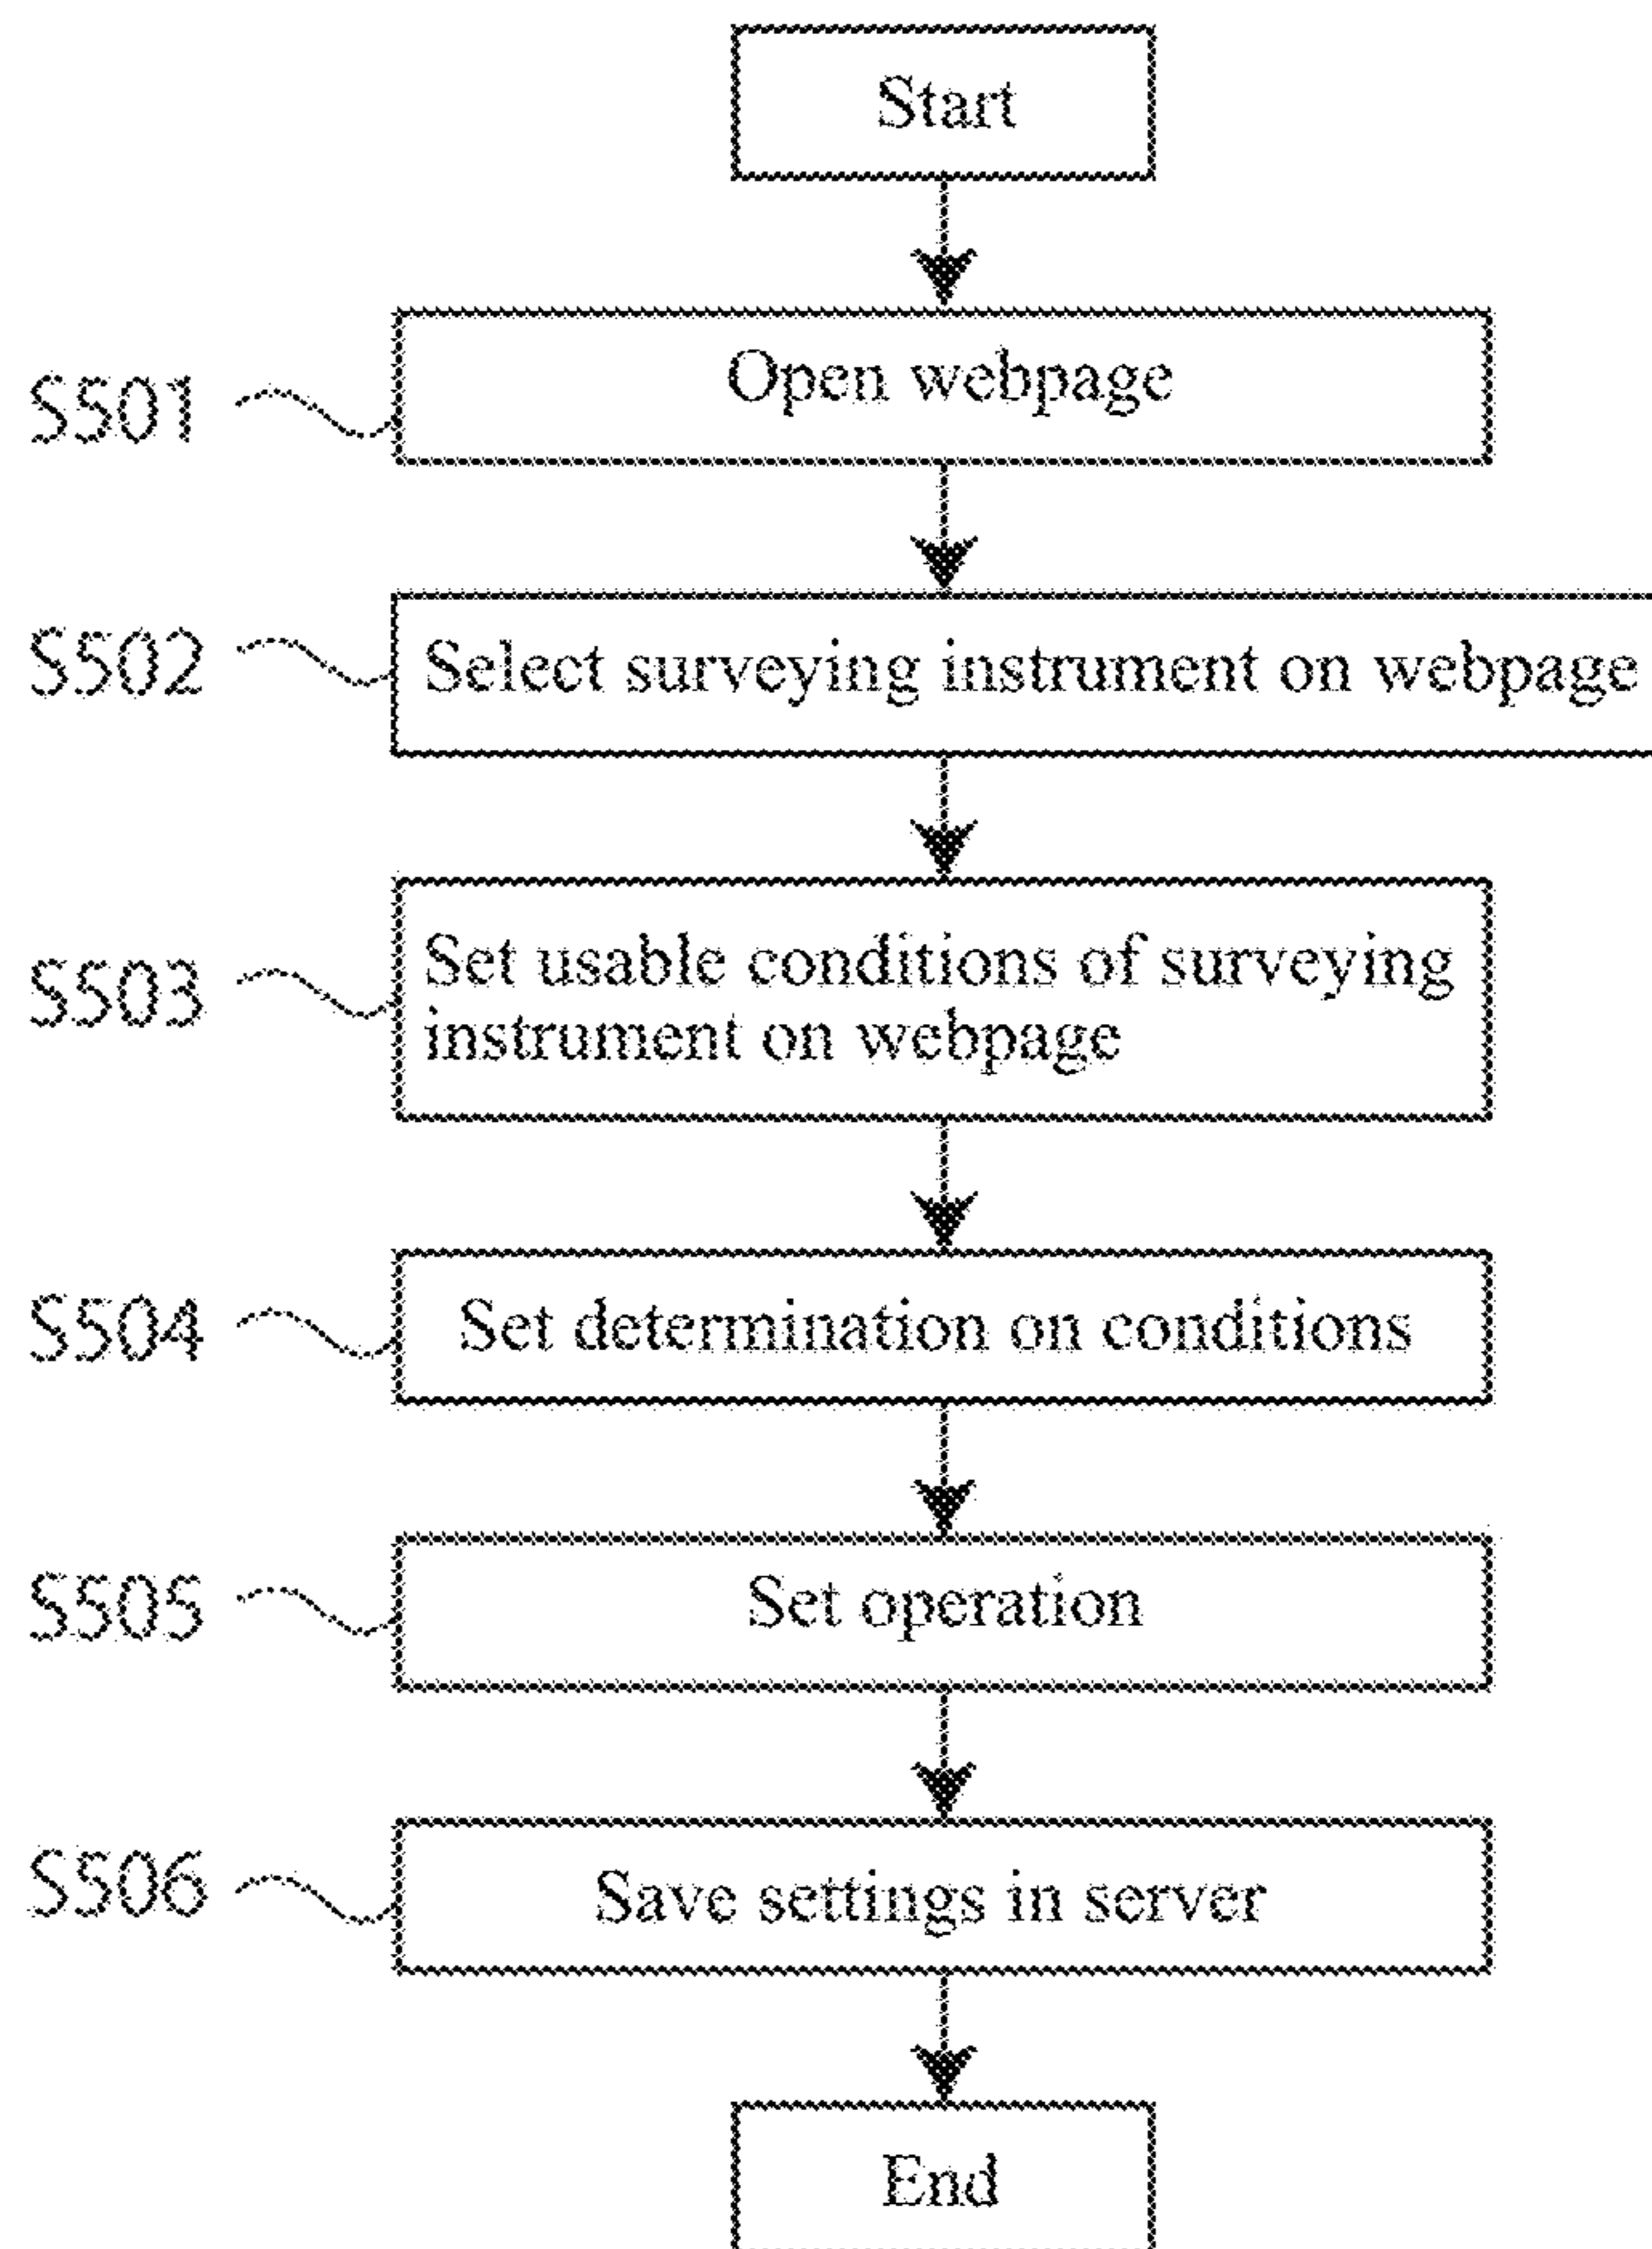 Start
S501
Open webpage
S502
Select surveying instrument on webpage
S503
Set usable conditions of surveying
instrument on webpage
S504
Set determination on conditions
S505
Set operation
S506
Save settings in server
End